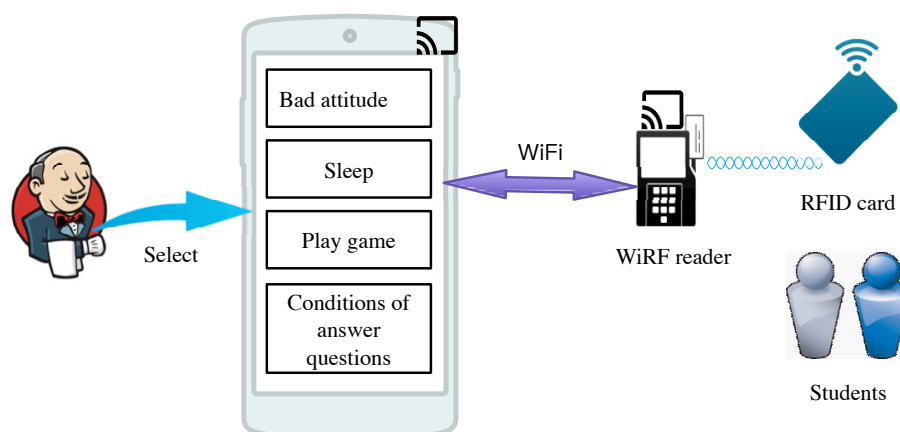 Bad attitude
Sleep
Play game
Conditions of
answer
questions
Select
WiFi
WiRF reader
RFID card
Students